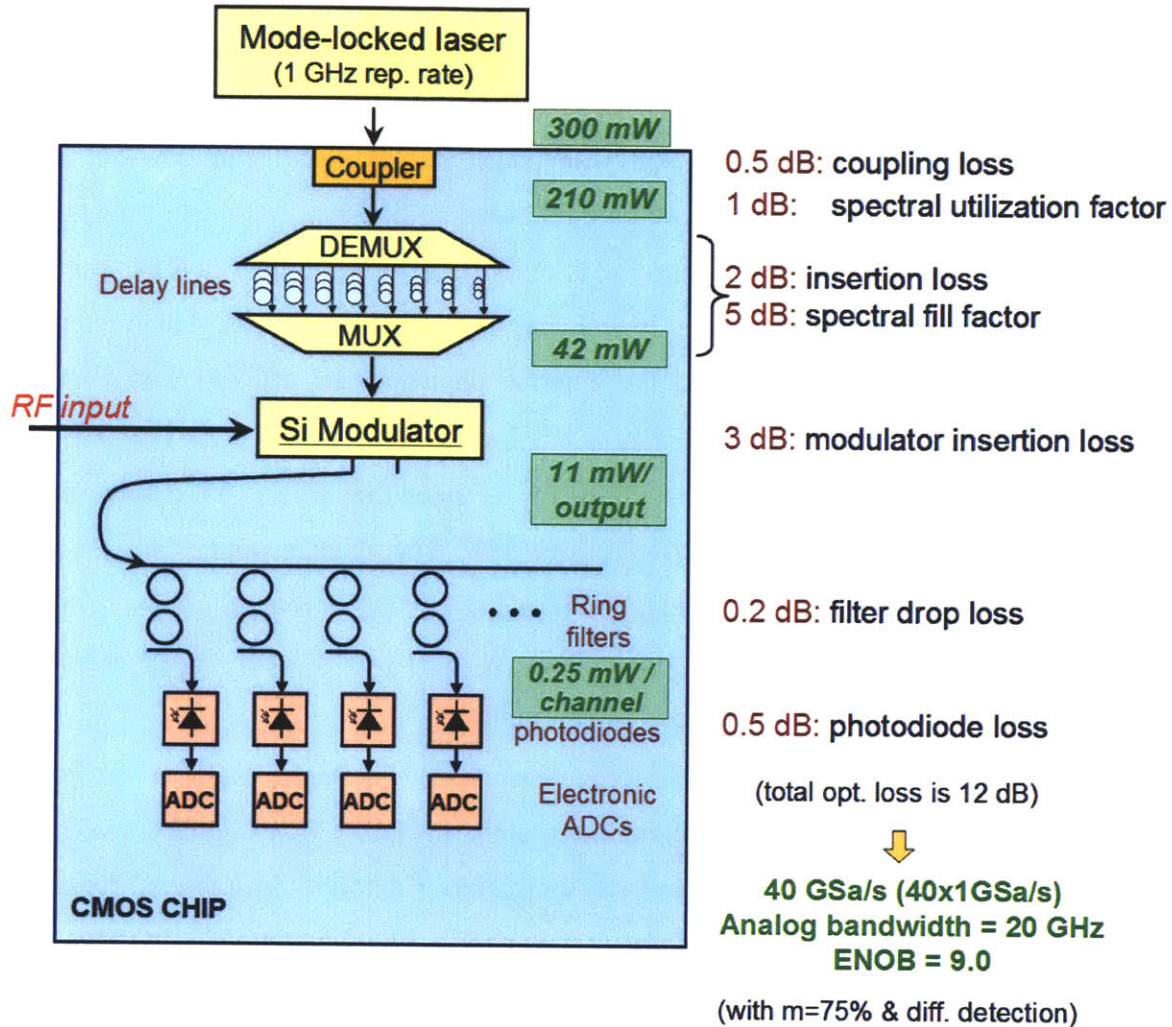 Mode-locked laser
(1 GHz rep. rate)
300 mW
Coupler
0.5 dB: coupling loss
210 mW
1 dB: spectral utilization factor
DEMUX
Delay lines
2 dB: insertion loss
5 dB: spectral fill factor
MUX
42 mW
RF input
Si Modulator
3 dB: modulator insertion loss
11 mW/
output
• • •
Ring
filters
0.2 dB: filter drop loss
0.25 mW /
channel
photodiodes
0.5 dB: photodiode loss
ADC ADC ADC ADC
Electronic
ADCs
(total opt. loss is 12 dB)
CMOS CHIP
40 GSa/s (40x1GSa/s)
Analog bandwidth = 20 GHz
ENOB = 9.0
(with m=75% & diff. detection)